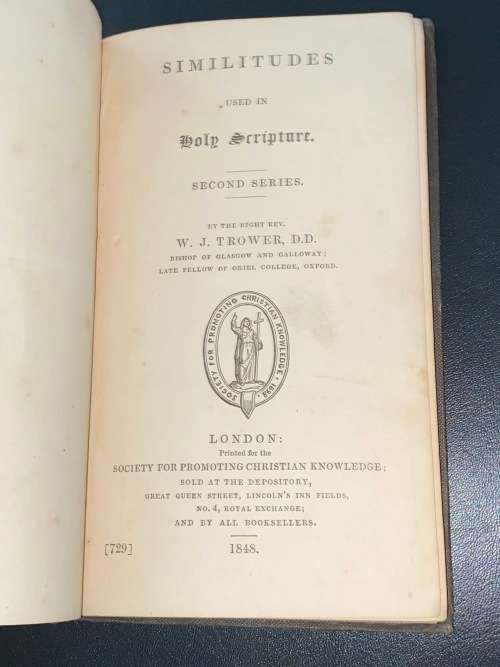 SIMILITUDES
USED IN
Holy Scripture.
SECOND SERIES.
BY THE RIGHT REV.
W. J. TROWER, D.D.
BISHOP OF GLASGOW AND GALLOWAY;
LATE FELLOW OF ORIEL COLLEGE, OXFORD.
SOCIETY FOR PROMOTING CHRISTIAN KNOWLEDGE. 1698
LONDON:
Printed for the
SOCIETY FOR PROMOTING CHRISTIAN KNOWLEDGE;
SOLD AT THE DEPOSITORY,
GREAT QUEEN STREET, LINCOLN'S INN FIELDS,
NO. 4, ROYAL EXCHANGE;
AND BY ALL BOOKSELLERS.
[729] 1848.